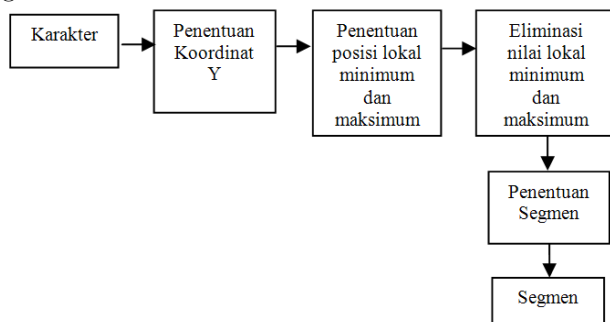 Karakter
Penentuan
Koordinat
Y
Penentuan
posisi lokal
minimum
dan
maksimum
Eliminasi
nilai lokal
minimum
dan
maksimum
Penentuan
Segmen
Segmen